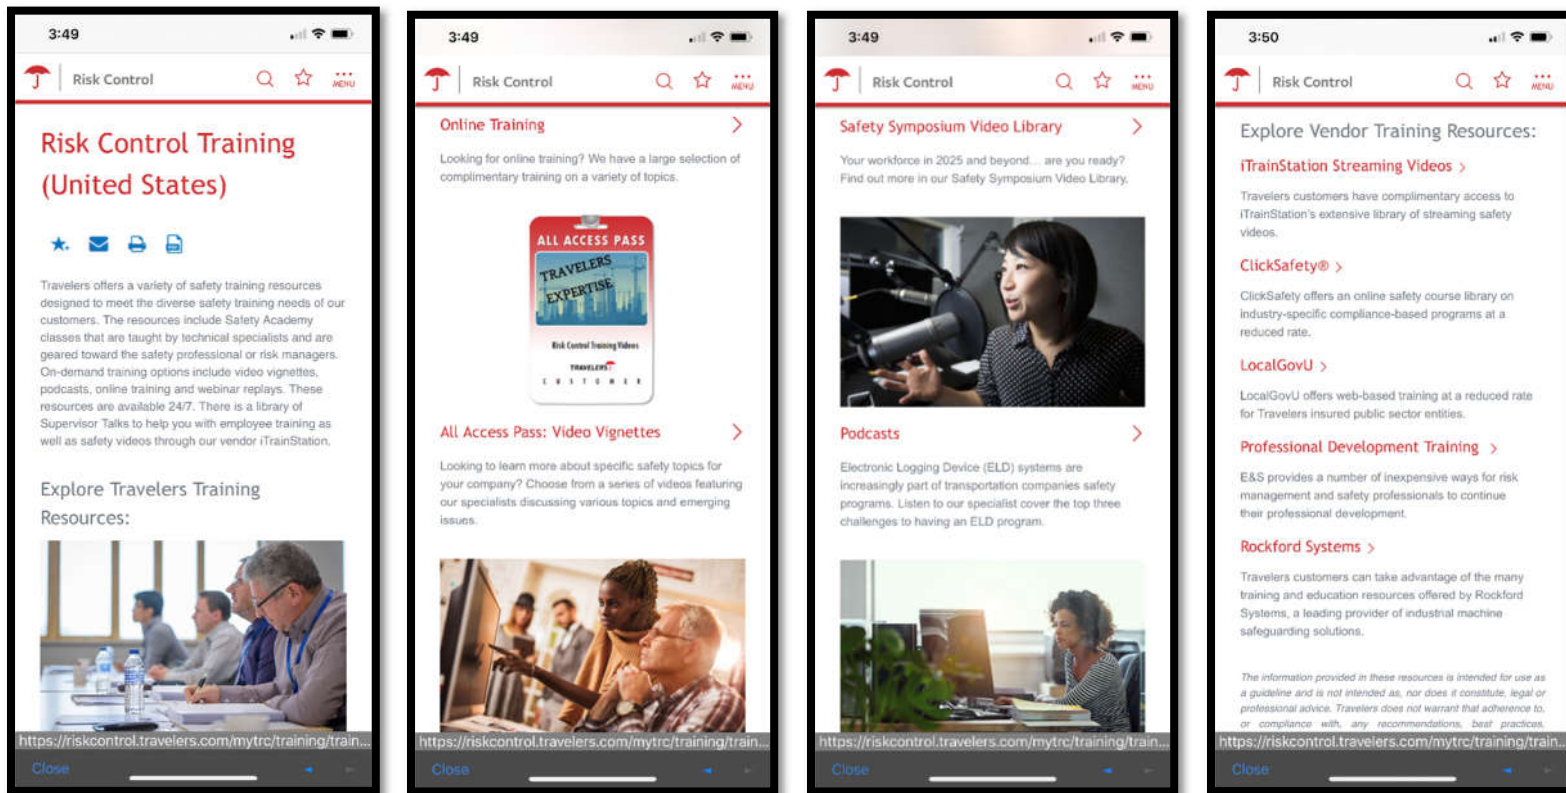 3:49
Risk Control
MENU
Risk Control Training
(United States)
Travelers offers a variety of safety training resources
designed to meet the diverse safety training needs of our
customers. The resources include Safety Academy
classes that are taught by technical specialists and are
geared toward the safety professional or risk managers.
On-demand training options include video vignettes,
podcasts, online training and webinar replays. These
resources are available 24/7. There is a library of
Supervisor Talks to help you with employee training as
well as safety videos through our vendor iTrainStation.
Explore Travelers Training
Resources:
https://riskcontrol.travelers.com/mytrc/training/train...
Close
3:49
Risk Control
MENU
Online Training
Looking for online training? We have a large selection of
complimentary training on a variety of topics.
ALL ACCESS PASS
TRAVELERS
EXPERTISE
Risk Control Training Videos
TRAVELERS
CUSTOMER
All Access Pass: Video Vignettes
Looking to learn more about specific safety topics for
your company? Choose from a series of videos featuring
our specialists discussing various topics and emerging
issues.
https://riskcontrol.travelers.com/mytrc/training/train...
Close
3:49
Risk Control
MENU
Safety Symposium Video Library
Your workforce in 2025 and beyond... are you ready?
Find out more in our Safety Symposium Video Library.
Podcasts
Electronic Logging Device (ELD) systems are
increasingly part of transportation companies safety
programs. Listen to our specialist cover the top three
challenges to having an ELD program.
https://riskcontrol.travelers.com/mytrc/training/train...
Close
3:50
Risk Control
MENU
Explore Vendor Training Resources:
iTrainStation Streaming Videos >
Travelers customers have complimentary access to
iTrainStation's extensive library of streaming safety
videos.
ClickSafety® >
ClickSafety offers an online safety course library on
industry-specific compliance-based programs at a
reduced rate.
LocalGovU >
LocalGovU offers web-based training at a reduced rate
for Travelers insured public sector entities.
Professional Development Training >
E&S provides a number of inexpensive ways for risk
management and safety professionals to continue
their professional development.
Rockford Systems >
Travelers customers can take advantage of the many
training and education resources offered by Rockford
Systems, a leading provider of industrial machine
safeguarding solutions.
The information provided in these resources is intended for use as
a guideline and is not intended as, nor does it constitute, legal or
professional advice. Travelers does not warrant that adherence to,
or compliance with, any recommendations, best practices,
https://riskcontrol.travelers.com/mytrc/training/train...
Close